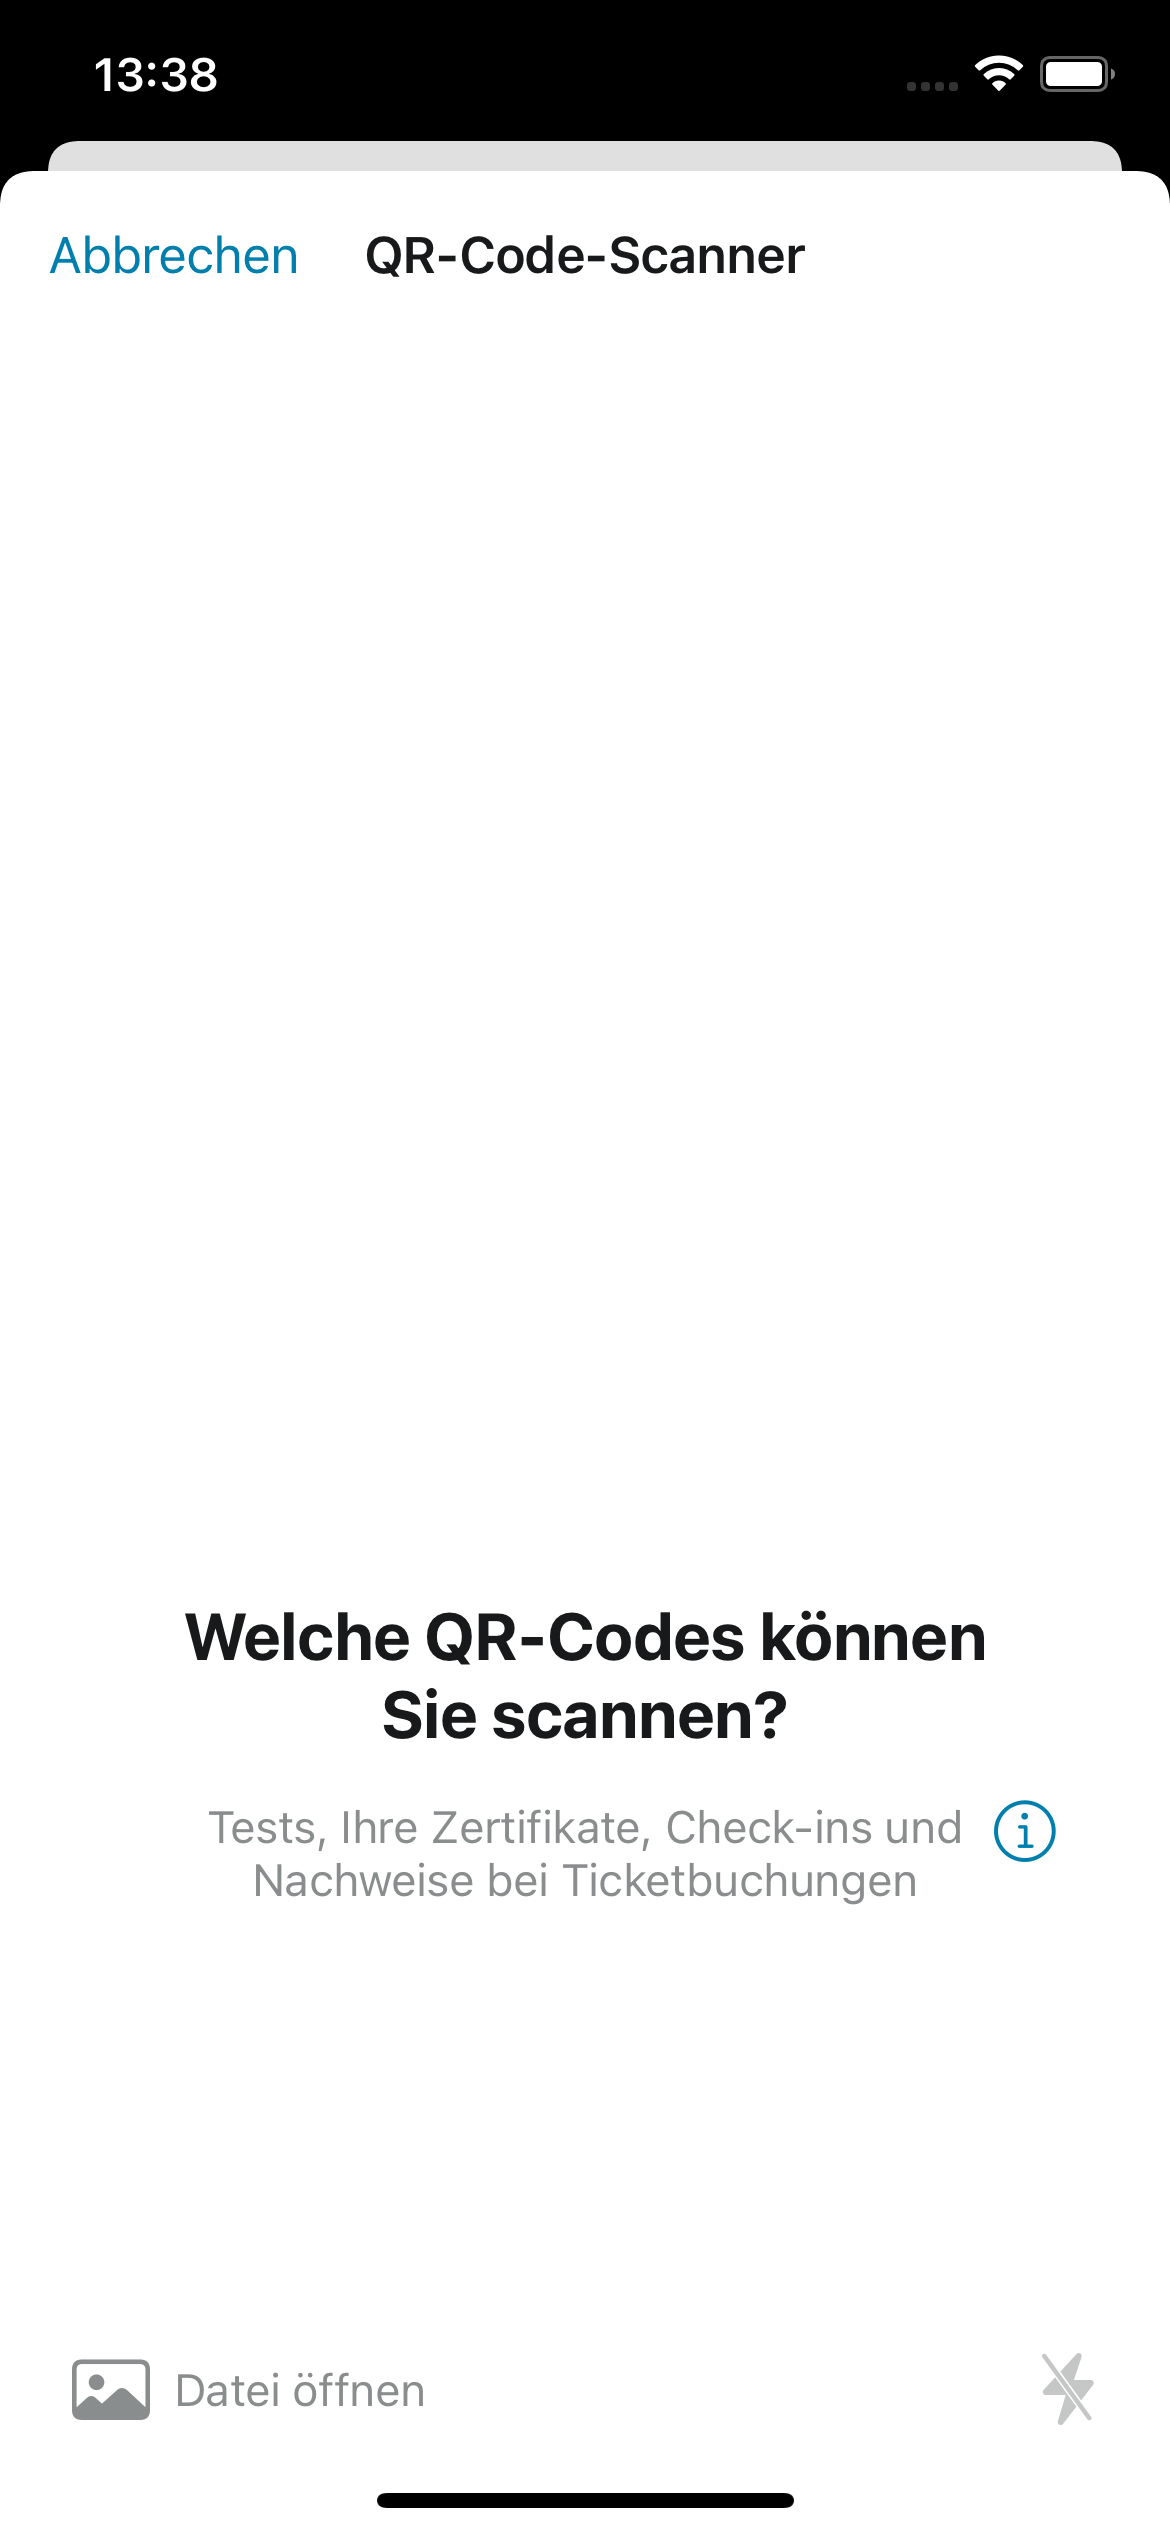 13:38
Abbrechen
QR-Code-Scanner
Welche QR-Codes können
Sie scannen?
Tests, Ihre Zertifikate, Check-ins und
Nachweise bei Ticketbuchungen
Datei öffnen